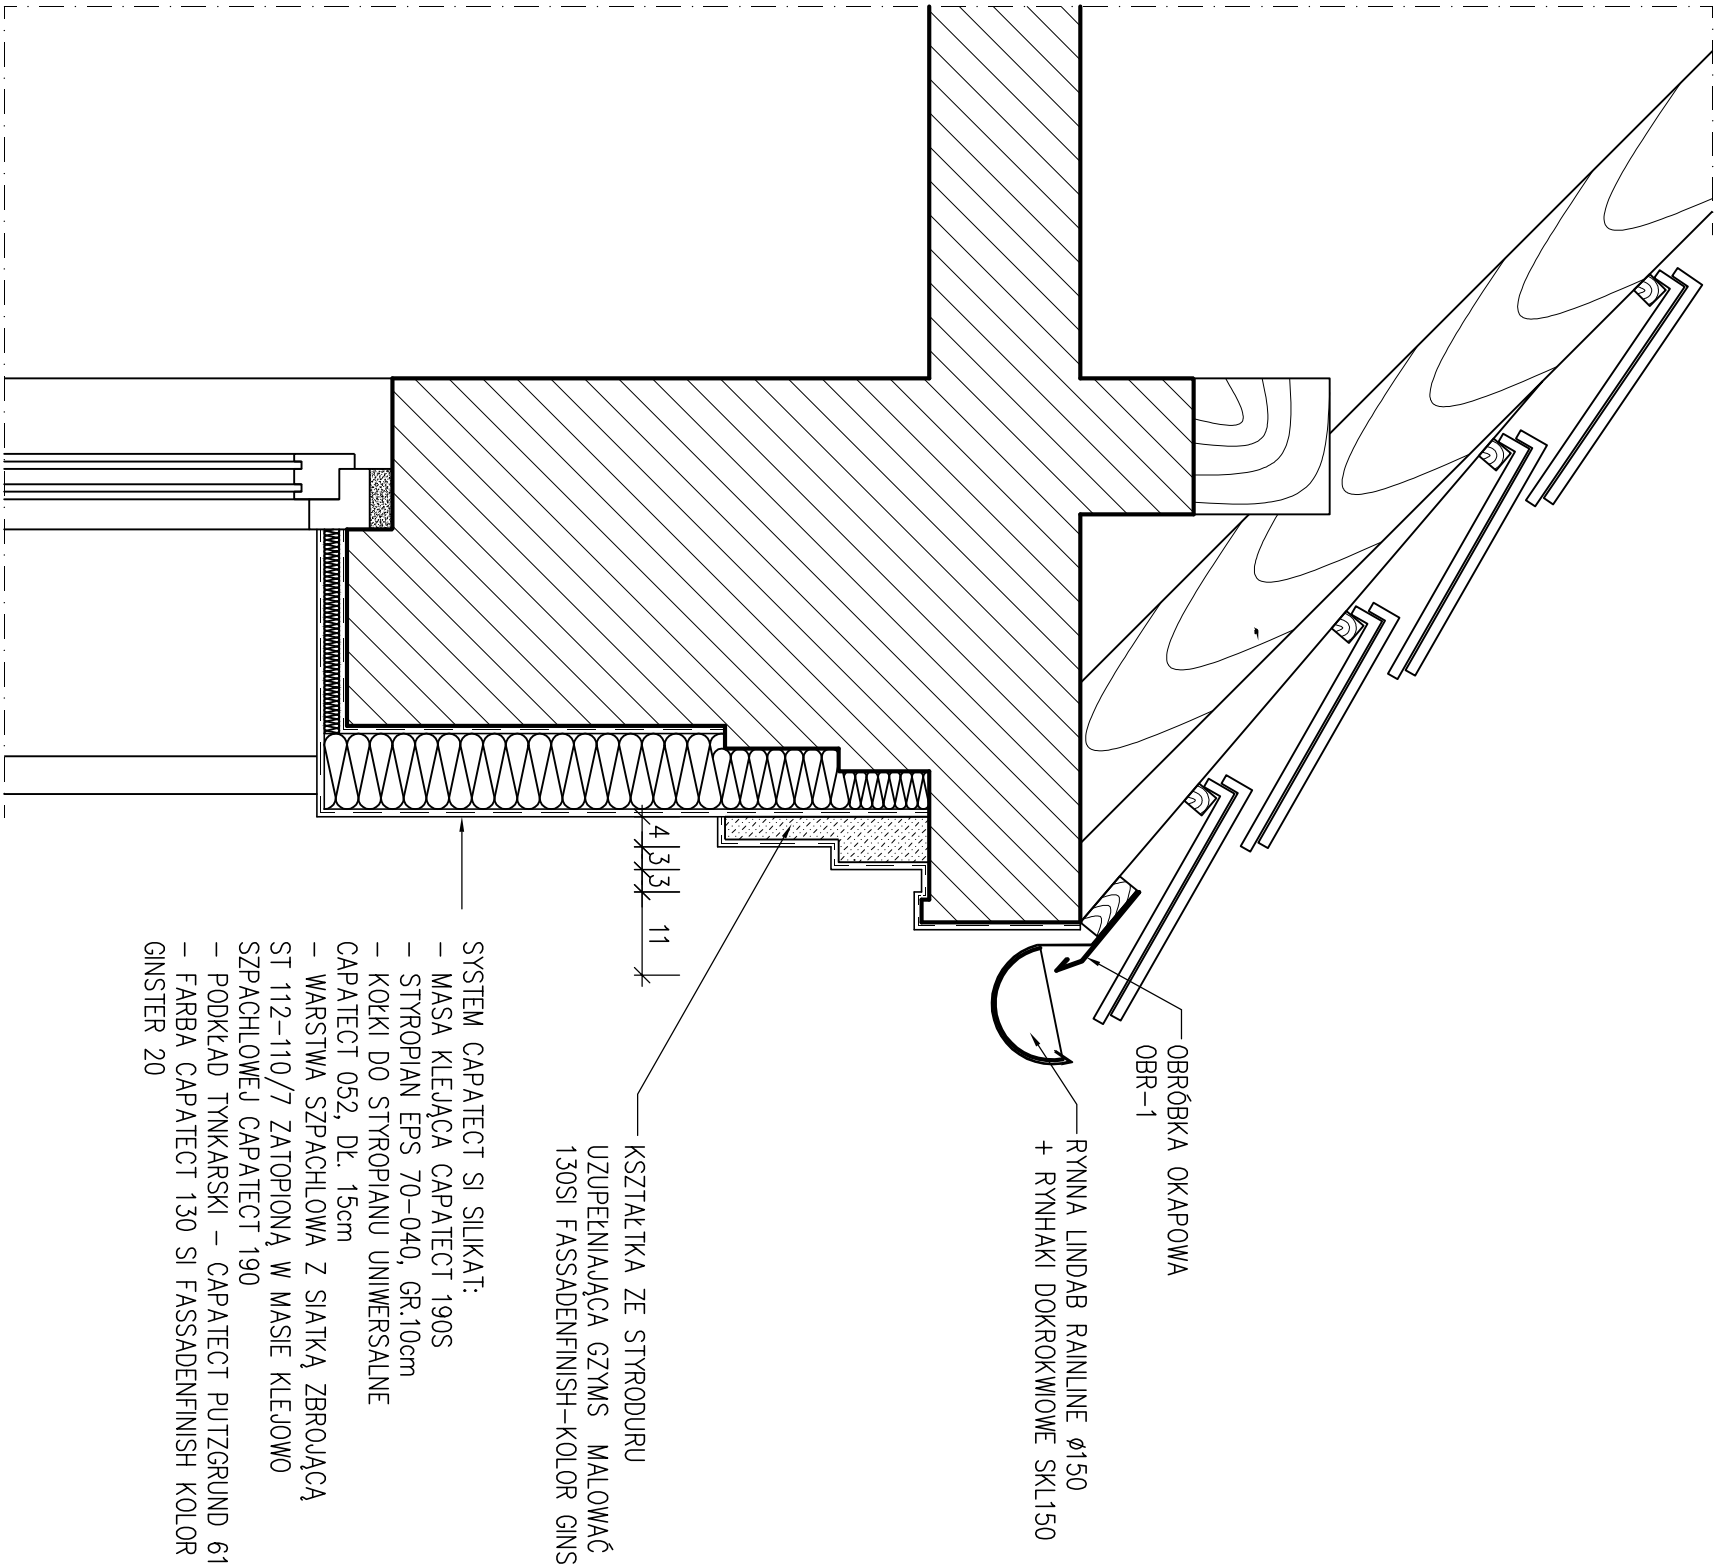 OBRÓBKA OKAPOWA
OBR-1
RYNNA LINDAB RAINLINE Ø150
+ RYNHAKI DOKROKWIOWE SKL150
KSZTAŁTKA ZE STYRODURU
UZUPEŁNIAJĄCA GZYMS MALOWAĆ
130SI FASSADENFINISH-KOLOR GINS
4
3
3
11
SYSTEM CAPATECT SI SILIKAT:
- MASA KLEJĄCA CAPATECT 190S
- STYROPIAN EPS 70-040, GR.10cm
- KOŁKI DO STYROPIANU UNIWERSALNE
CAPATECT 052, DŁ. 15cm
- WARSTWA SZPACHLOWA Z SIATKĄ ZBROJĄCĄ
ST 112-110/7 ZATOPIONĄ W MASIE KLEJOWO
SZPACHLOWEJ CAPATECT 190
- PODKŁAD TYNKARSKI - CAPATECT PUTZGRUND 61
- FARBA CAPATECT 130 SI FASSADENFINISH KOLOR
GINSTER 20